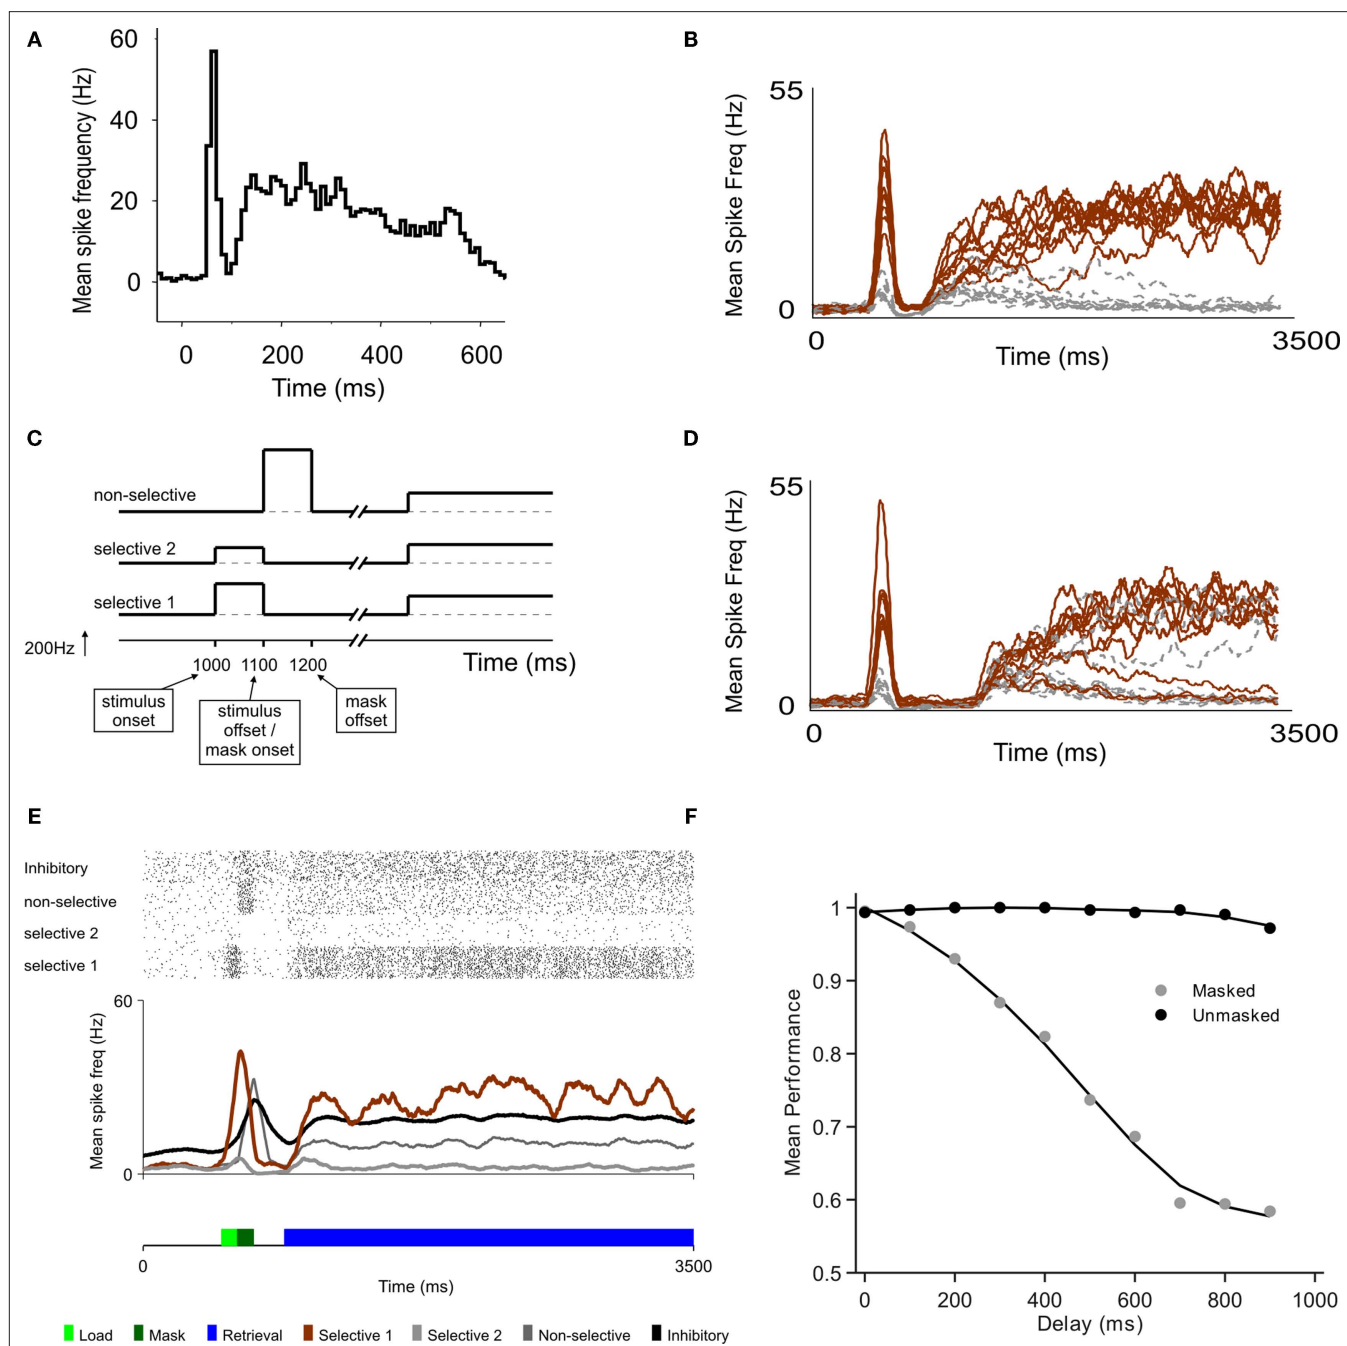 A
60
40
20
0
Mean spike frequency (Hz)
0
200
400
600
Time (ms)
B
55
0
Mean Spike Freq (Hz)
0
3500
Time (ms)
C
non-selective
selective 2
selective 1
200Hz
1000
1100
1200
Time (ms)
stimulus
onset
stimulus
offset /
mask onset
mask
offset
D
55
0
Mean Spike Freq (Hz)
0
3500
Time (ms)
E
Inhibitory
non-selective
selective 2
selective 1
60
0
Mean spike freq (Hz)
0
3500
Time (ms)
Load
Mask
Retrieval
Selective 1
Selective 2
Non-selective
Inhibitory
F
1
0.9
0.8
0.7
0.6
0.5
Mean Performance
Masked
Unmasked
0
200
400
600
800
1000
Delay (ms)